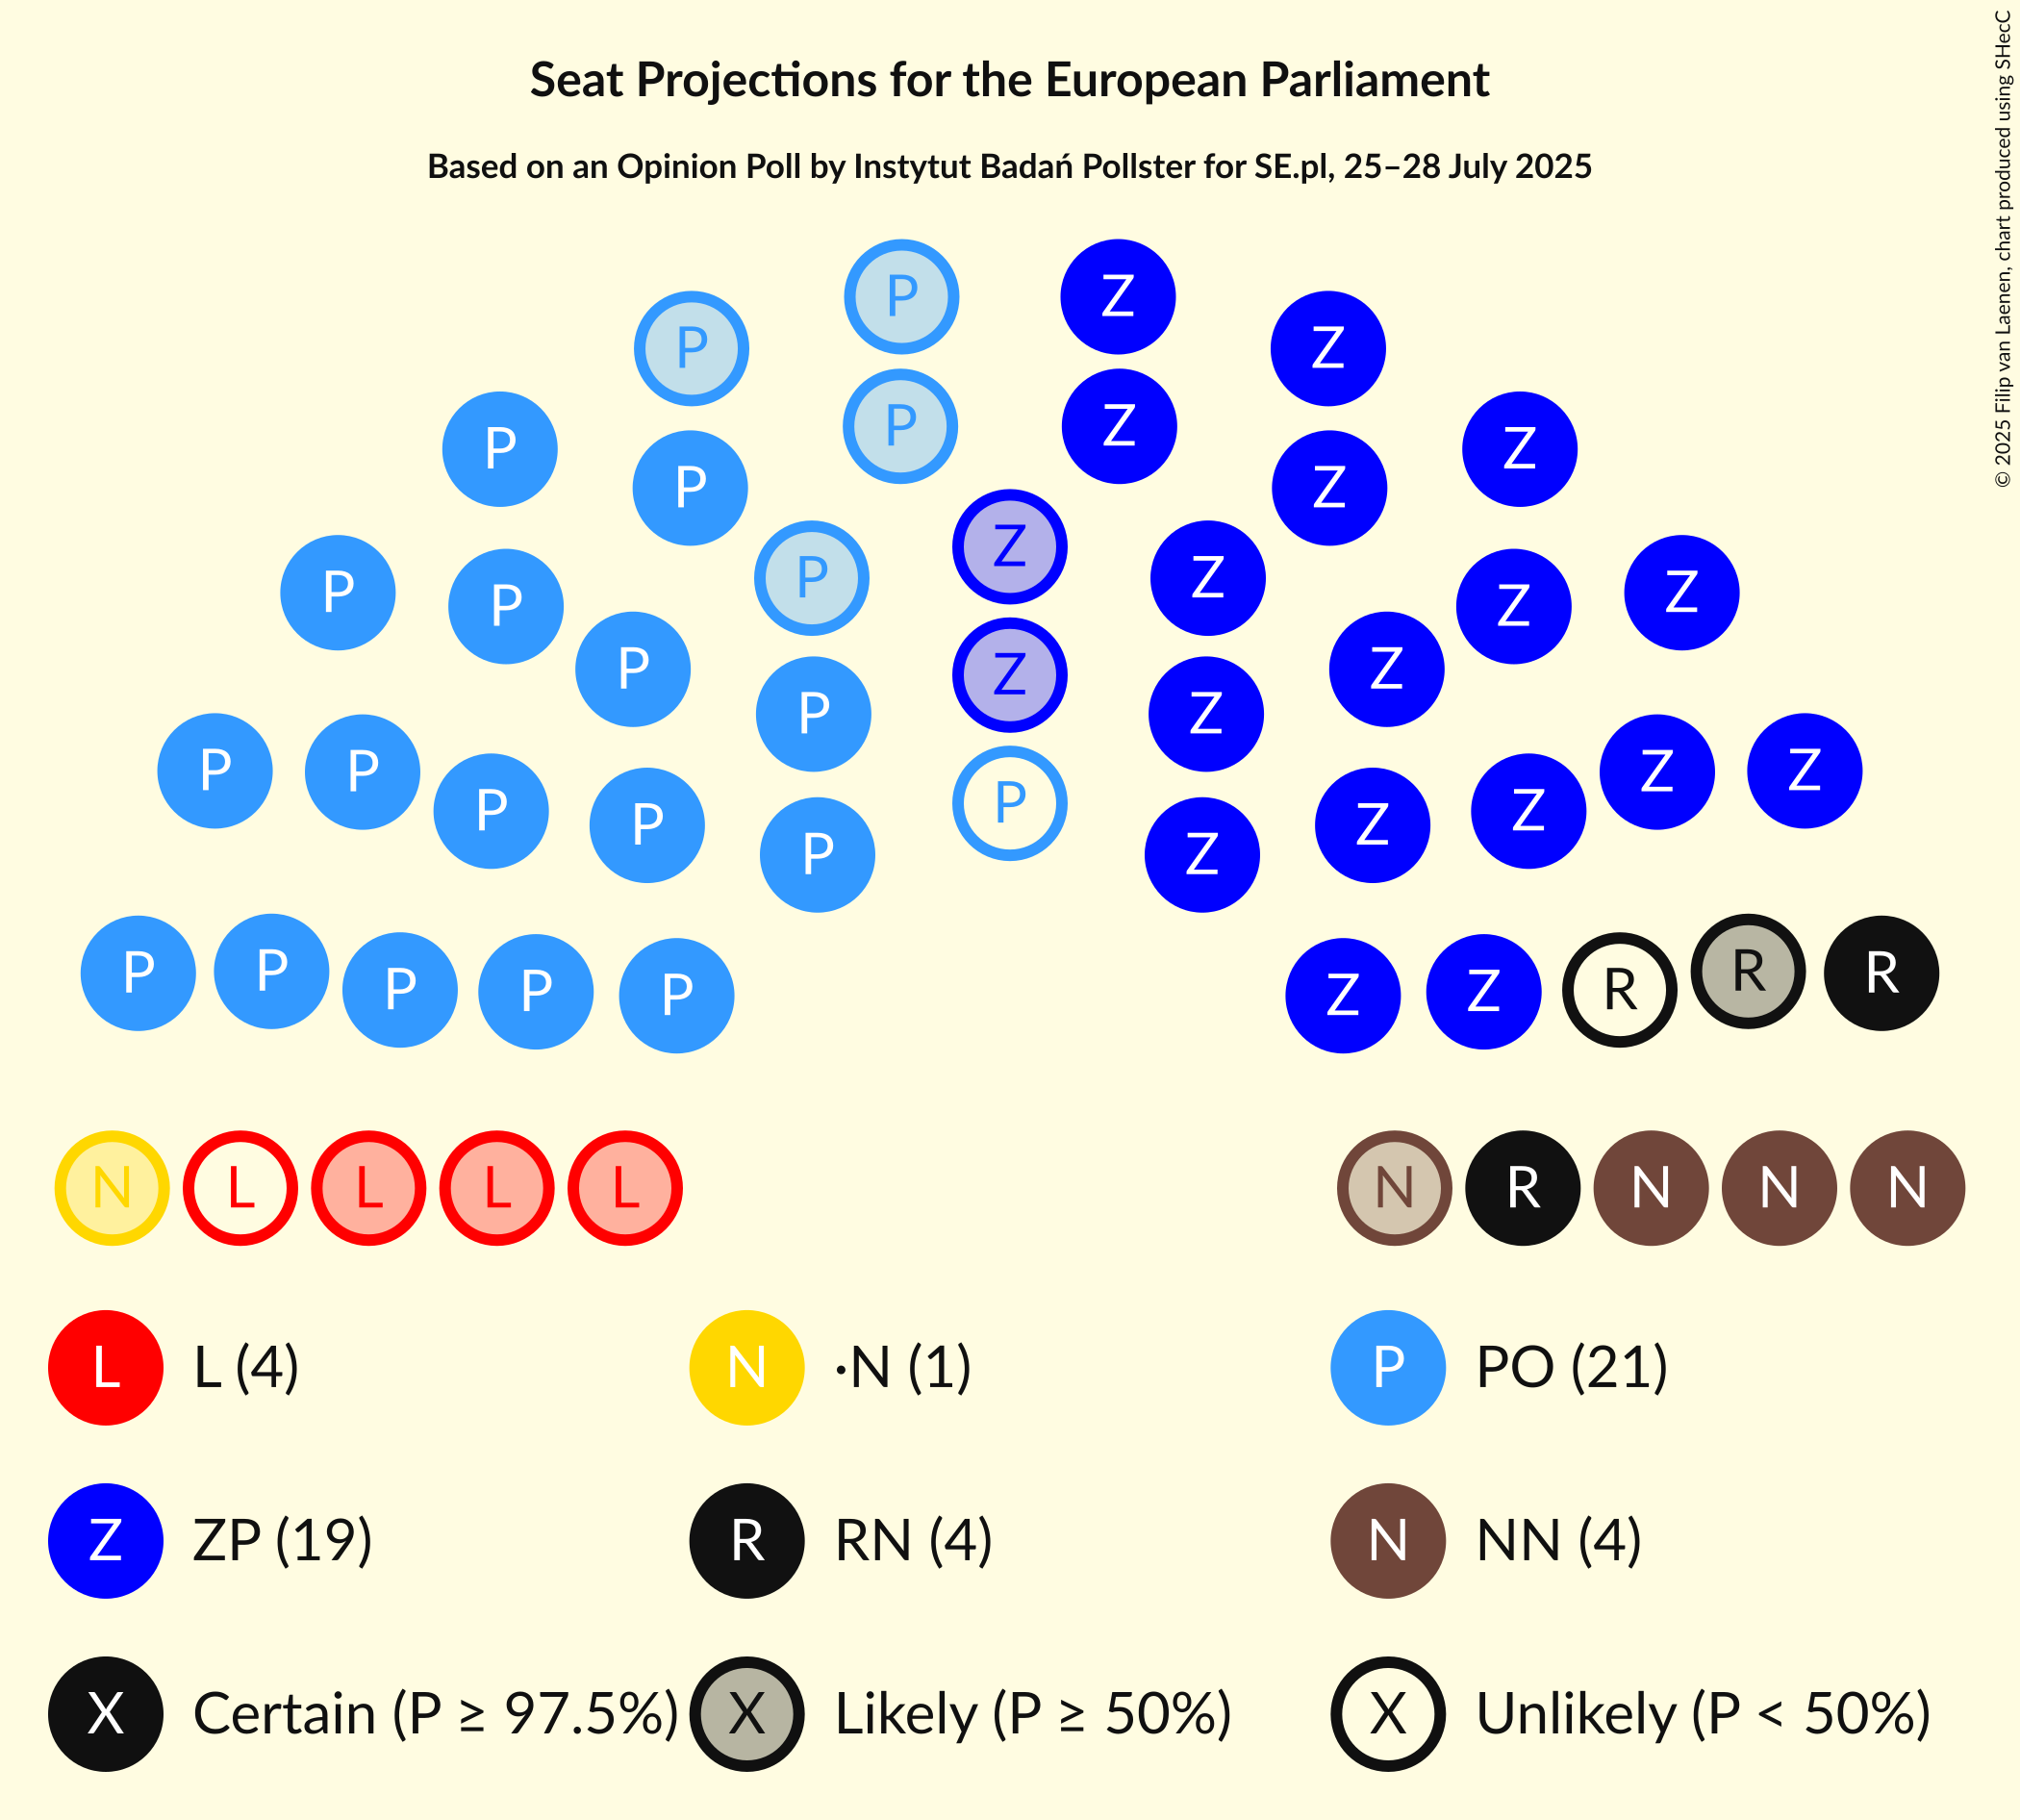 Seat Projections for the European Parliament
Based on an Opinion Poll by Instytut Badań Pollster for SE.pl, 25–28 July 2025
© 2025 Filip van Laenen, chart produced using SHecC
P Z
P Z
P Z
P Z
P P Z Z
Z
P Z
P P Z Z
P Z
Z
P Z
P P Z Z
P P Z
P Z
P Z
P P P P P Z Z R R R
N L L L L N R N N N
L L (4) N ·N (1) P PO (21)
Z ZP (19) R RN (4) N NN (4)
X Certain (P ≥ 97.5%) X Likely (P ≥ 50%) X Unlikely (P < 50%)